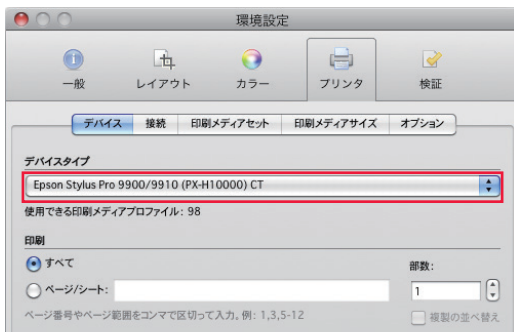 環境設定
一般 レイアウト カラー プリンタ 検証
デバイス 接続 印刷メディアセット 印刷メディアサイズ オプション
デバイスタイプ
Epson Stylus Pro 9900/9910 (PX-H10000) CT
使用できる印刷メディアプロファイル: 98
印刷
すべて 部数:
ページ/シート: 1
ページ番号やページ範囲をコンマで区切って入力。例: 1,3,5-12 複製の並べ替え